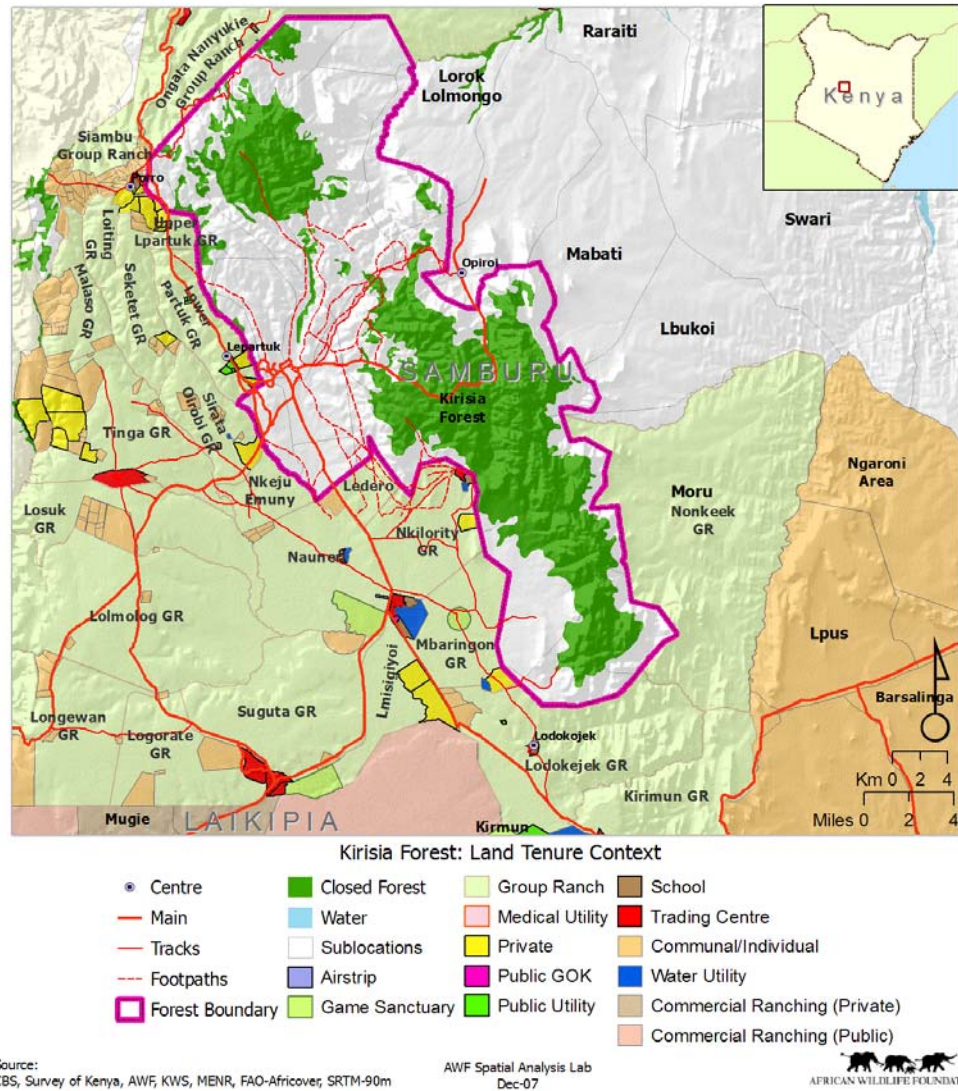 Ongata Nanyukie
Group Ranch
Raraiti
Lorok
Lolmongo
Kenya
Siambu
Group Ranch
Porro
Upper
Lpartuk GR
Loiting
GR
Malaso GR
Seketet GR
Lower
Partuk GR
Opiroi
Swari
Mabati
Lepartuk
Lbukoi
SAMBURU
Kirisia
Forest
Sirata
Oirobi GR
Tinga GR
Ngaroni
Area
Nkeju
Emuny
Ledero
Moru
Nonkeek
GR
Losuk
GR
Nkilority
GR
Nauner
Lolmolog GR
Mbaringon
GR
Lpus
Lmisigiyoi
Barsalinga
Longewan
GR
Suguta GR
Logorate
GR
Lodokojek
Lodokejek GR
Km 0 2 4
Kirimun GR
Miles 0 2 4
Mugie
LAIKIPIA
Kirmun
Kirisia Forest: Land Tenure Context
Centre
Main
Tracks
Footpaths
Forest Boundary
Closed Forest
Water
Sublocations
Airstrip
Game Sanctuary
Group Ranch
Medical Utility
Private
Public GOK
Public Utility
School
Trading Centre
Communal/Individual
Water Utility
Commercial Ranching (Private)
Commercial Ranching (Public)
Source:
CBS, Survey of Kenya, AWF, KWS, MENR, FAO-Africover, SRTM-90m
AWF Spatial Analysis Lab
Dec-07
AFRICAN WILDLIFE FOUNDATION